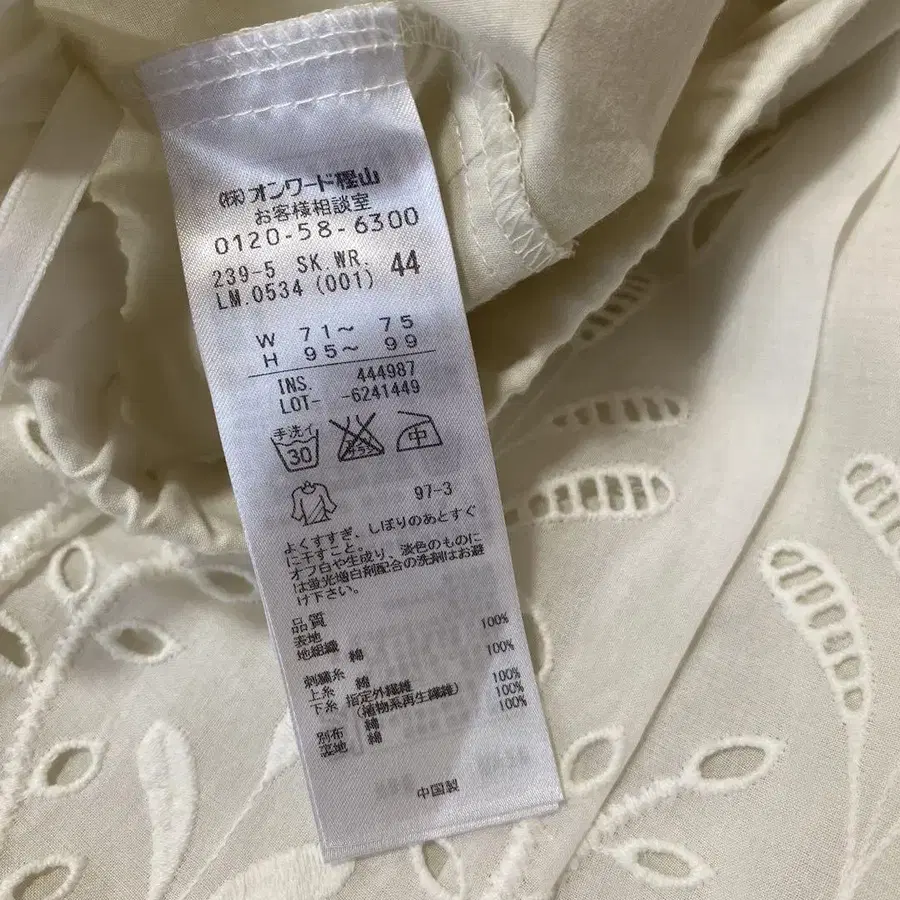 (株)オンワード樫山
お客様相談室
0120-58-6300
239-5 SK.WR. 44
LM.0534 (001)
W 71～ 75
H 95～ 99
INS. 444987
LOT- -6241449
手洗イ
30
中
97-3
よくすすぎ、しぼりのあとすぐ
に干すこと。
オフ白や生成り、淡色のものに
は蛍光増白剤配合の洗剤はお避
け下さい。
品質
表地
地組織 綿 100%
刺繍糸
上糸 綿 100%
下糸 指定外繊維 100%
(植物系再生繊維)
別布 綿 100%
裏地 綿 100%
中国製